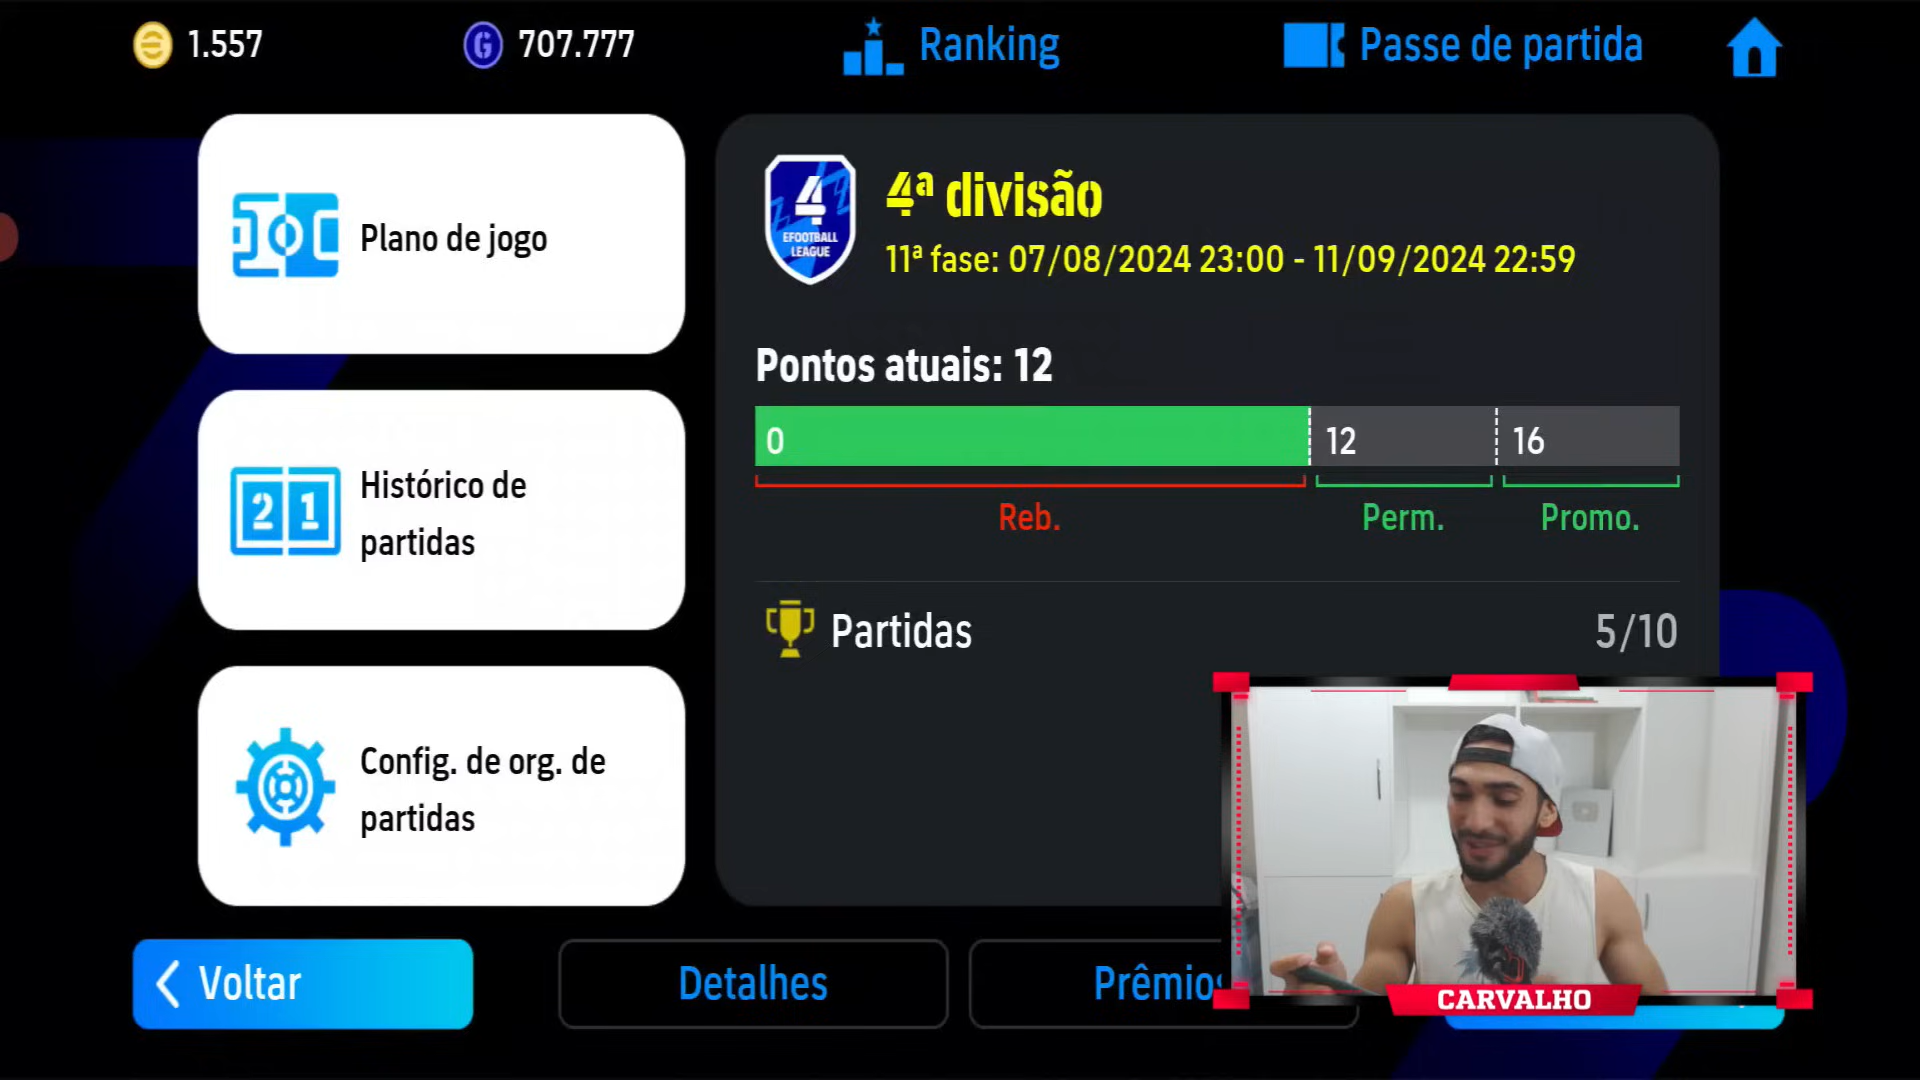 1.557
707.777
Ranking
Passe de partida
Plano de jogo
Histórico de
partidas
Config. de org. de
partidas
4
EFOOTBALL
LEAGUE
4ª divisão
11ª fase: 07/08/2024 23:00 - 11/09/2024 22:59
Pontos atuais: 12
0
12
16
Reb.
Perm.
Promo.
Partidas
5/10
Voltar
Detalhes
Prêmios
CARVALHO